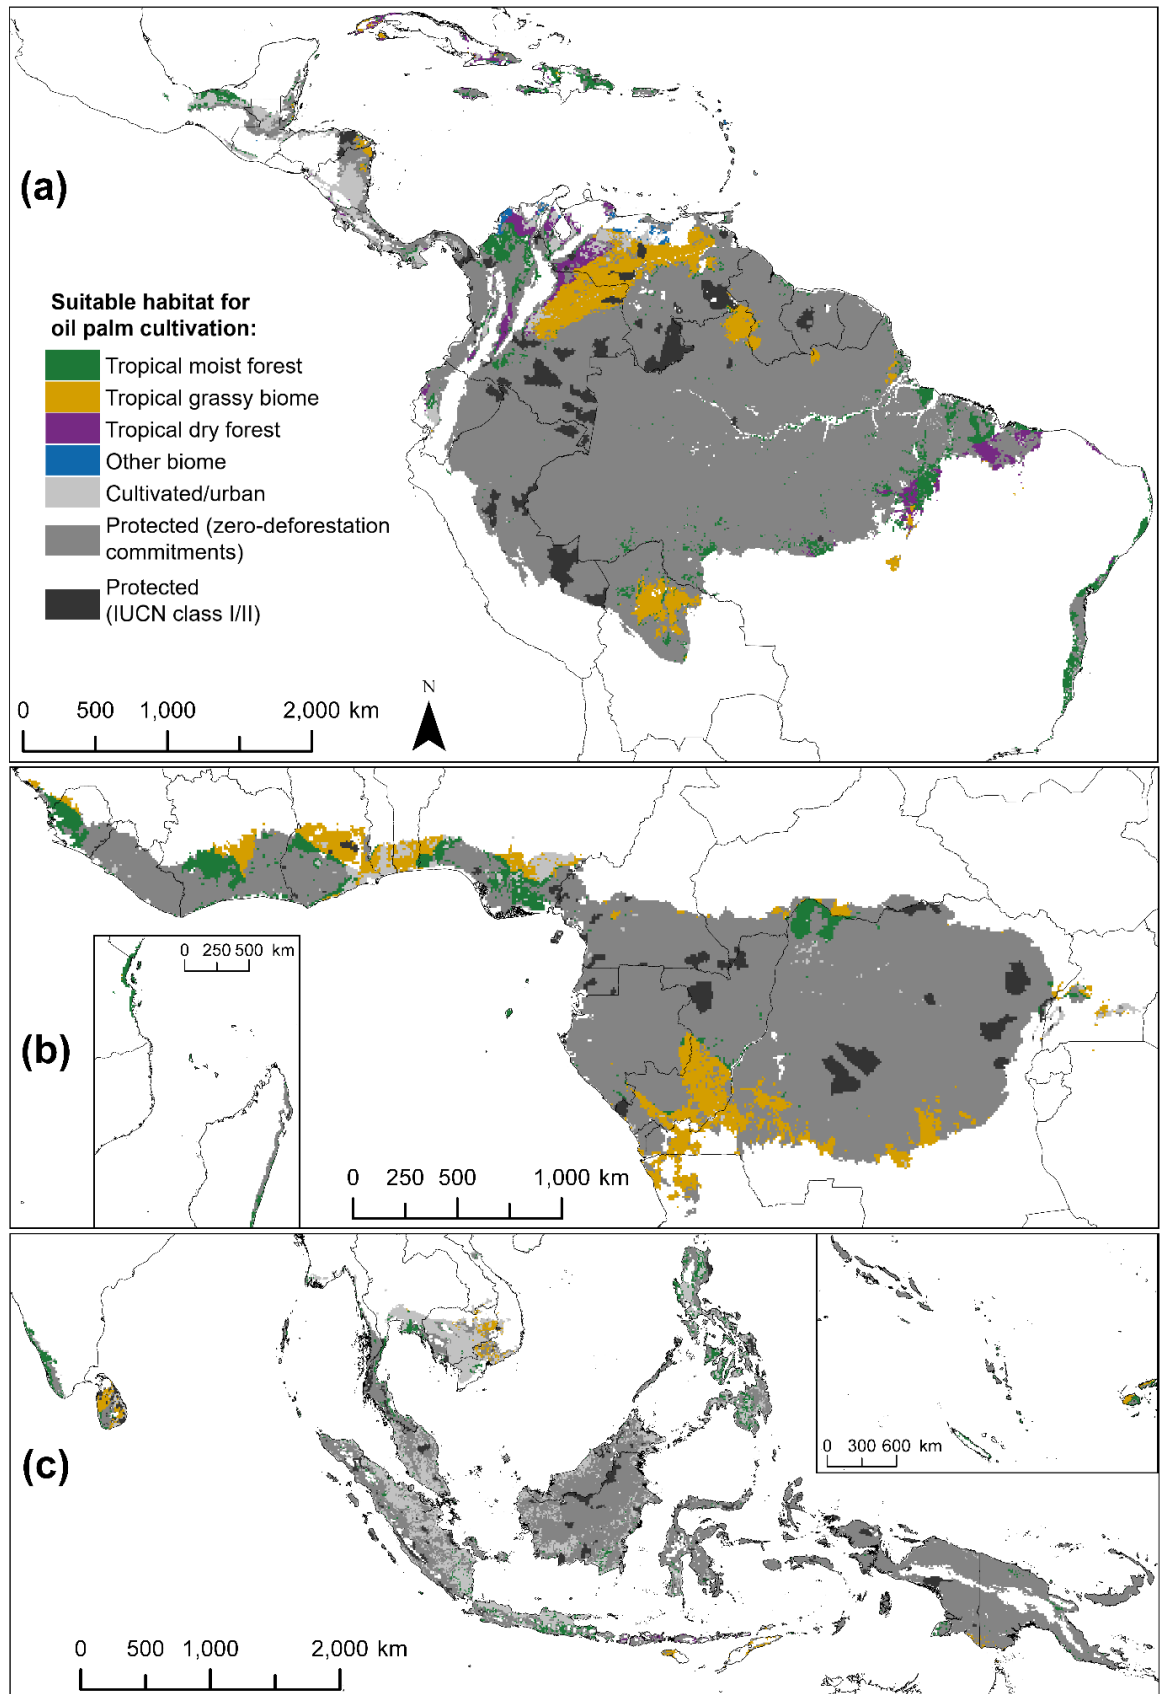 (a)
Suitable habitat for
oil palm cultivation:
Tropical moist forest
Tropical grassy biome
Tropical dry forest
Other biome
Cultivated/urban
Protected (zero-deforestation
commitments)
Protected
(IUCN class I/II)
N
0 500 1,000 2,000 km
(b)
0 250 500 km
0 250 500 1,000 km
(c)
0 300 600 km
0 500 1,000 2,000 km